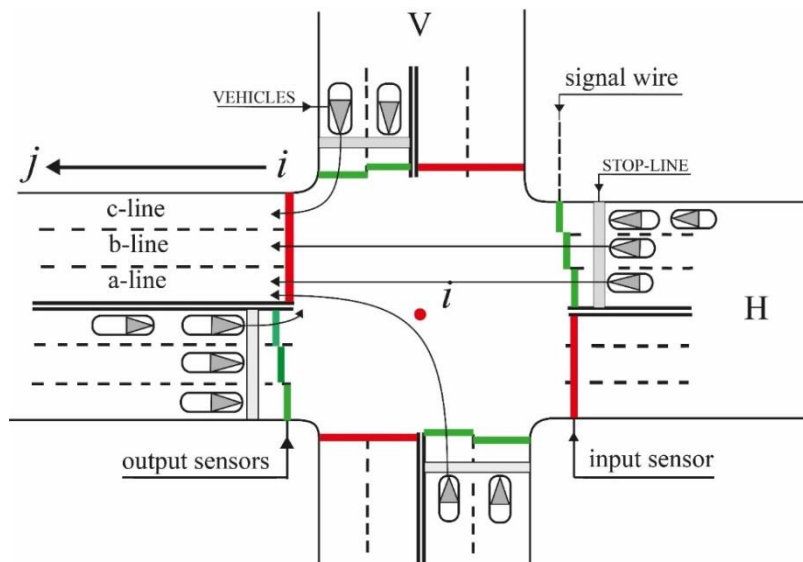 V
signal wire
VEHICLES
STOP-LINE
j
i
c-line
b-line
a-line
i
H
output sensors
input sensor